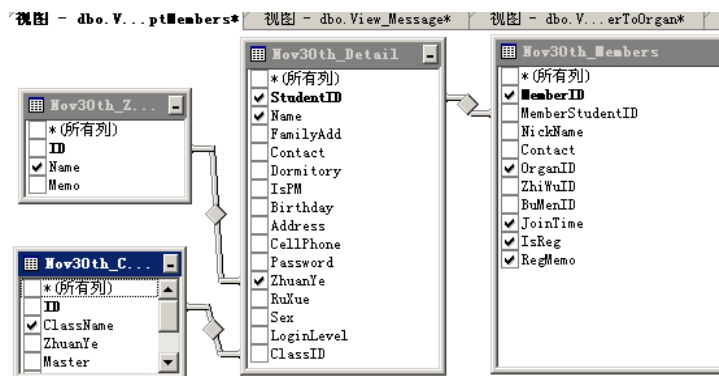 视图 - dbo.V...ptMembers*
视图 - dbo.View_Message*
视图 - dbo.V...erToOrgan*
Nov30th_Z...
*(所有列)
ID
Name
Memo
Nov30th_C...
*(所有列)
ID
ClassName
ZhuanYe
Master
Nov30th_Detail
*(所有列)
StudentID
Name
FamilyAdd
Contact
Dormitory
IsPM
Birthday
Address
CellPhone
Password
ZhuanYe
RuXue
Sex
LoginLevel
ClassID
Nov30th_Members
*(所有列)
MemberID
MemberStudentID
NickName
Contact
OrganID
ZhiWuID
BuMenID
JoinTime
IsReg
RegMemo